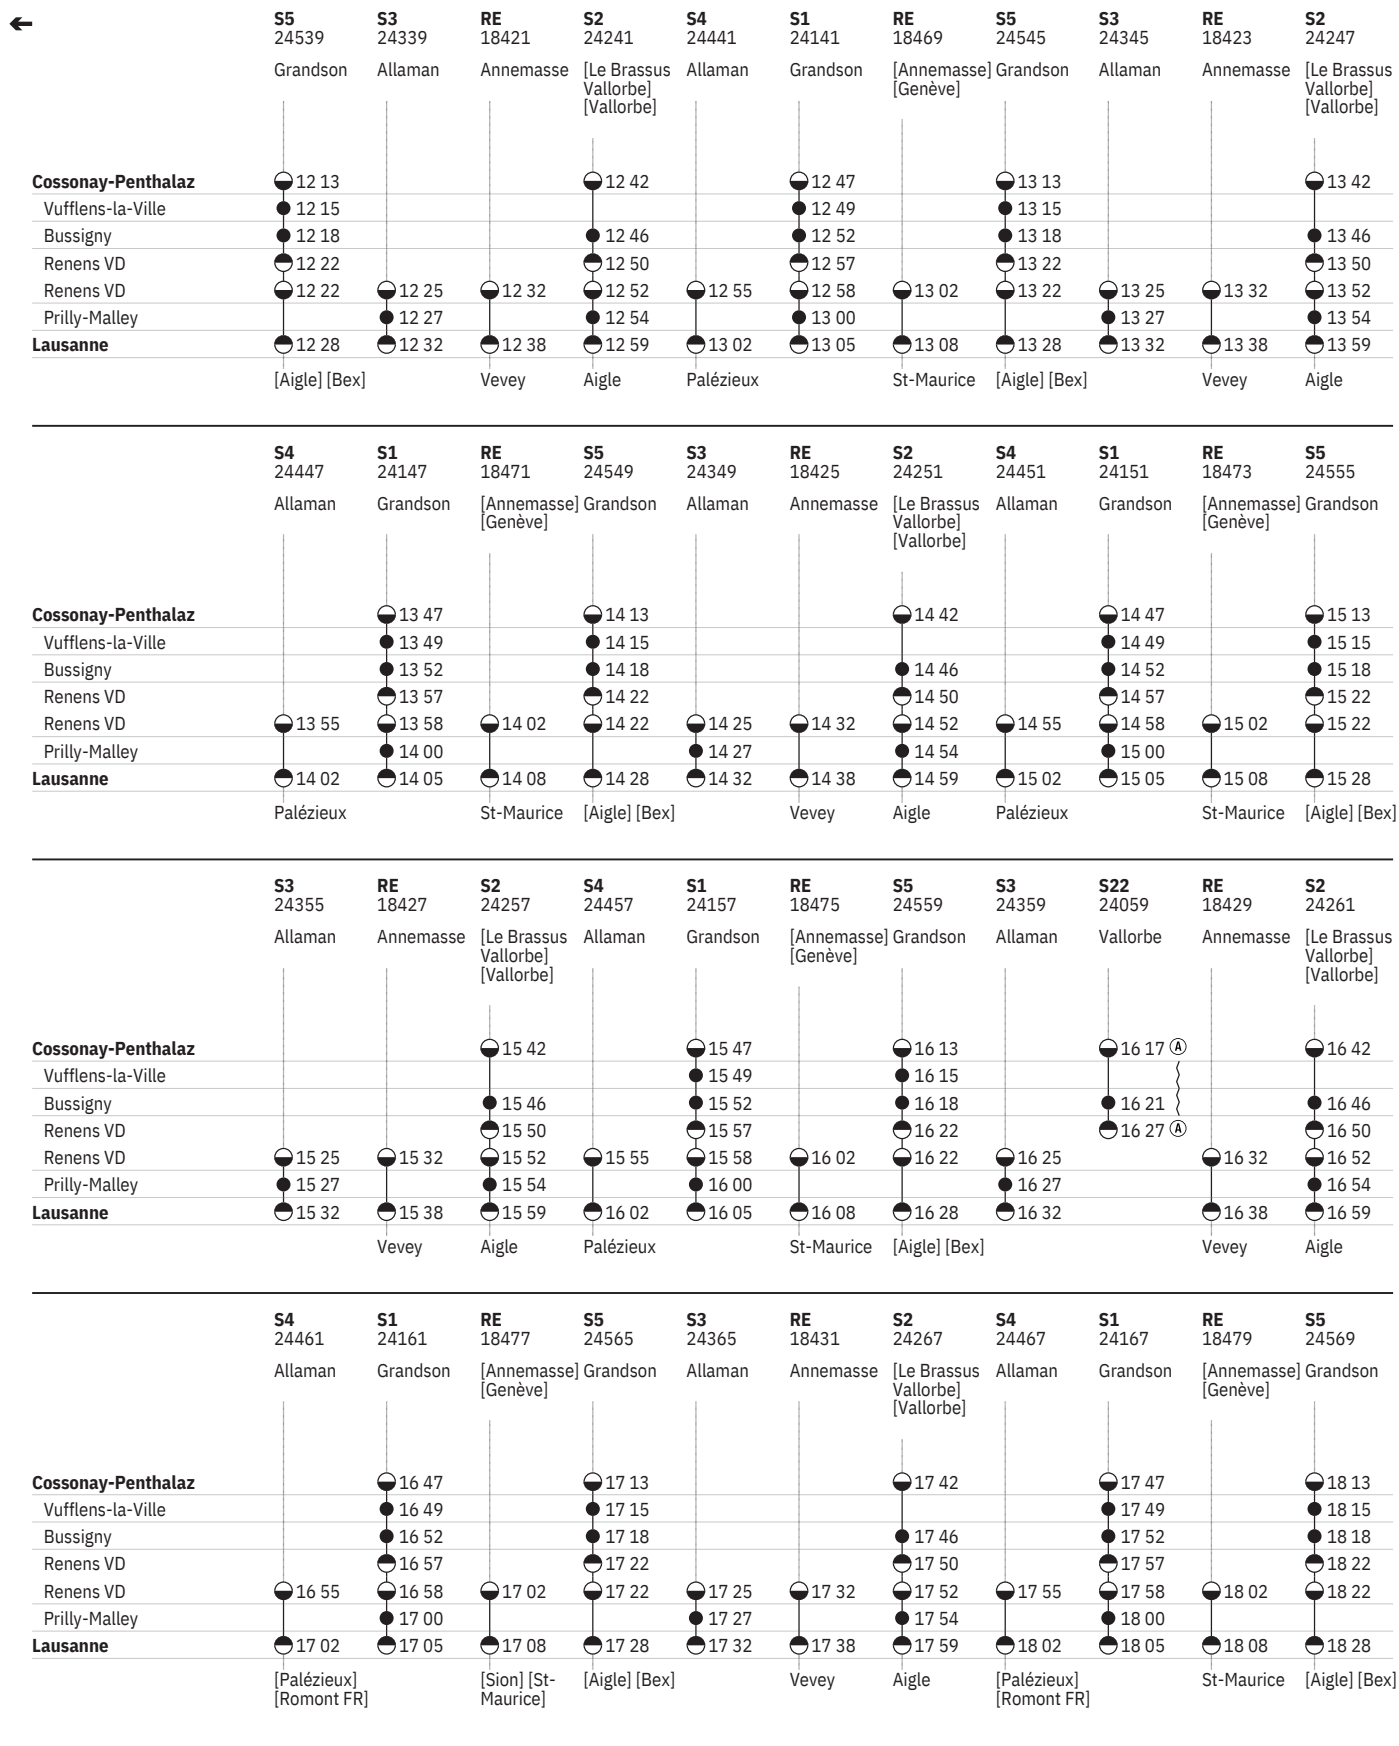 S5 S3 RE S2 S4 S1 RE S5 S3 RE S2
24539 24339 18421 24241 24441 24141 18469 24545 24345 18423 24247
Grandson Allaman Annemasse [Le Brassus Allaman Grandson [Annemasse] Grandson Allaman Annemasse [Le Brassus
Vallorbe] [Genève] Vallorbe]
[Vallorbe] [Vallorbe]
Cossonay-Penthalaz 12 13 12 42 12 47 13 13 13 42
Vufflens-la-Ville 12 15 12 49 13 15
Bussigny 12 18 12 46 12 52 13 18 13 46
Renens VD 12 22 12 50 12 57 13 22 13 50
Renens VD 12 22 12 25 12 32 12 52 12 55 12 58 13 02 13 22 13 25 13 32 13 52
Prilly-Malley 12 27 12 54 13 00 13 27 13 54
Lausanne 12 28 12 32 12 38 12 59 13 02 13 05 13 08 13 28 13 32 13 38 13 59
[Aigle] [Bex] Vevey Aigle Palézieux St-Maurice [Aigle] [Bex] Vevey Aigle
S4 S1 RE S5 S3 RE S2 S4 S1 RE S5
24447 24147 18471 24549 24349 18425 24251 24451 24151 18473 24555
Allaman Grandson [Annemasse] Grandson Allaman Annemasse [Le Brassus Allaman Grandson [Annemasse] Grandson
[Genève] Vallorbe] [Genève]
[Vallorbe]
Cossonay-Penthalaz 13 47 14 13 14 42 14 47 15 13
Vufflens-la-Ville 13 49 14 15 14 49 15 15
Bussigny 13 52 14 18 14 46 14 52 15 18
Renens VD 13 57 14 22 14 50 14 57 15 22
Renens VD 13 55 13 58 14 02 14 22 14 25 14 32 14 52 14 55 14 58 15 02 15 22
Prilly-Malley 14 00 14 27 14 54 15 00
Lausanne 14 02 14 05 14 08 14 28 14 32 14 38 14 59 15 02 15 05 15 08 15 28
Palézieux St-Maurice [Aigle] [Bex] Vevey Aigle Palézieux St-Maurice [Aigle] [Bex]
S3 RE S2 S4 S1 RE S5 S3 S22 RE S2
24355 18427 24257 24457 24157 18475 24559 24359 24059 18429 24261
Allaman Annemasse [Le Brassus Allaman Grandson [Annemasse] Grandson Allaman Vallorbe Annemasse [Le Brassus
Vallorbe] [Genève] Vallorbe]
[Vallorbe] [Vallorbe]
Cossonay-Penthalaz 15 42 15 47 16 13 16 17 Ⓐ 16 42
Vufflens-la-Ville 15 49 16 15
Bussigny 15 46 15 52 16 18 16 21 16 46
Renens VD 15 50 15 57 16 22 16 27 Ⓐ 16 50
Renens VD 15 25 15 32 15 52 15 55 15 58 16 02 16 22 16 25 16 32 16 52
Prilly-Malley 15 27 15 54 16 00 16 27 16 54
Lausanne 15 32 15 38 15 59 16 02 16 05 16 08 16 28 16 32 16 38 16 59
Vevey Aigle Palézieux St-Maurice [Aigle] [Bex] Vevey Aigle
S4 S1 RE S5 S3 RE S2 S4 S1 RE S5
24461 24161 18477 24565 24365 18431 24267 24467 24167 18479 24569
Allaman Grandson [Annemasse] Grandson Allaman Annemasse [Le Brassus Allaman Grandson [Annemasse] Grandson
[Genève] Vallorbe] [Genève]
[Vallorbe]
Cossonay-Penthalaz 16 47 17 13 17 42 17 47 18 13
Vufflens-la-Ville 16 49 17 15 17 49 18 15
Bussigny 16 52 17 18 17 46 17 52 18 18
Renens VD 16 57 17 22 17 50 17 57 18 22
Renens VD 16 55 16 58 17 02 17 22 17 25 17 32 17 52 17 55 17 58 18 02 18 22
Prilly-Malley 17 00 17 27 17 54 18 00
Lausanne 17 02 17 05 17 08 17 28 17 32 17 38 17 59 18 02 18 05 18 08 18 28
[Palézieux] [Sion] [St- [Aigle] [Bex] Vevey Aigle [Palézieux] St-Maurice [Aigle] [Bex]
[Romont FR] Maurice] [Romont FR]